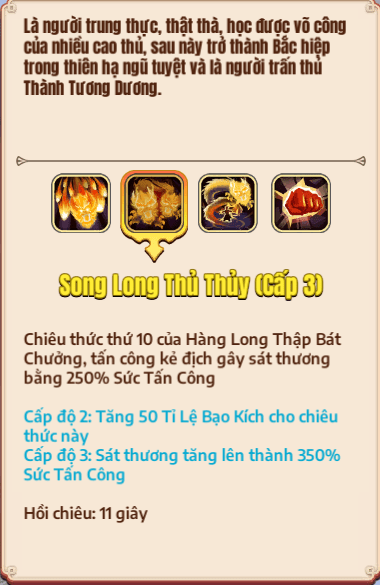 Là người trung thực, thật thà, học được võ công
của nhiều cao thủ, sau này trở thành Bắc hiệp
trong thiên hạ ngũ tuyệt và là người trấn thủ
Thành Tương Dương.
Song Long Thủ Thủy (Cấp 3)
Chiêu thức thứ 10 của Hàng Long Thập Bát
Chưởng, tấn công kẻ địch gây sát thương
bằng 250% Sức Tấn Công
Cấp độ 2: Tăng 50 Tỉ Lệ Bạo Kích cho chiêu
thức này
Cấp độ 3: Sát thương tăng lên thành 350%
Sức Tấn Công
Hồi chiêu: 11 giây